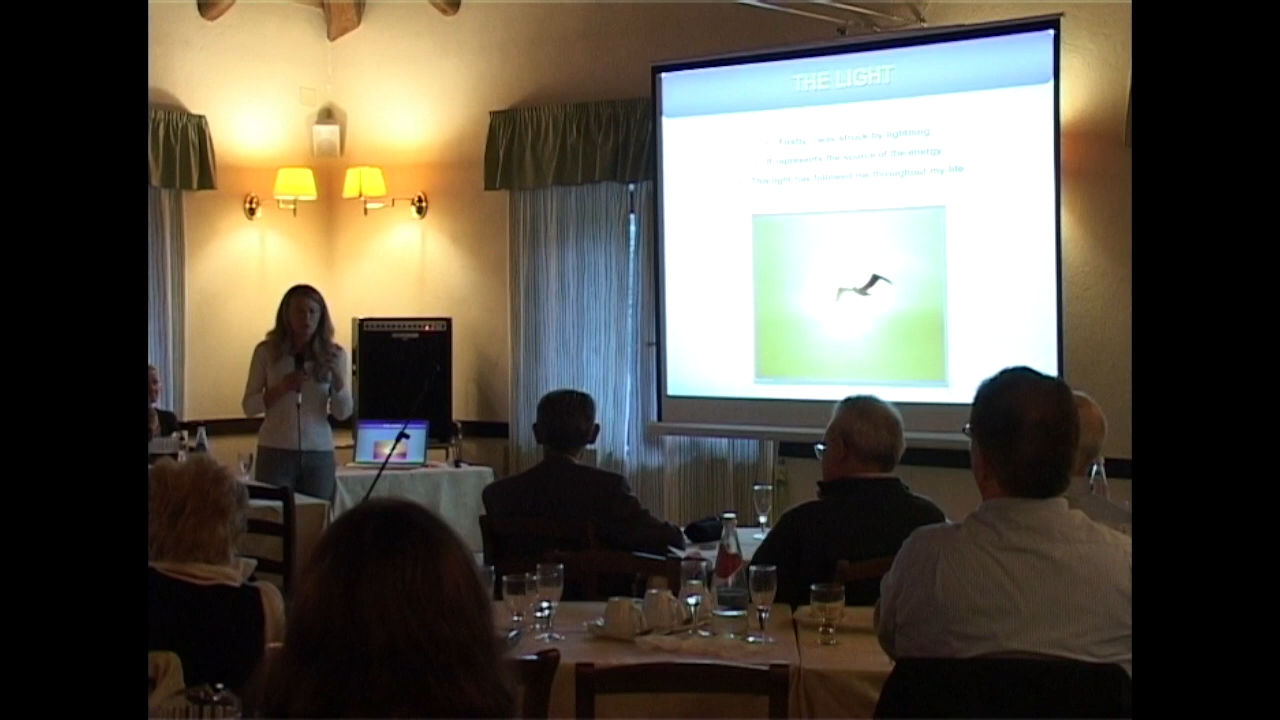 THE LIGHT
Firstly I was struck by lightning
It represents the source of the energy
This light has followed me throughout my life